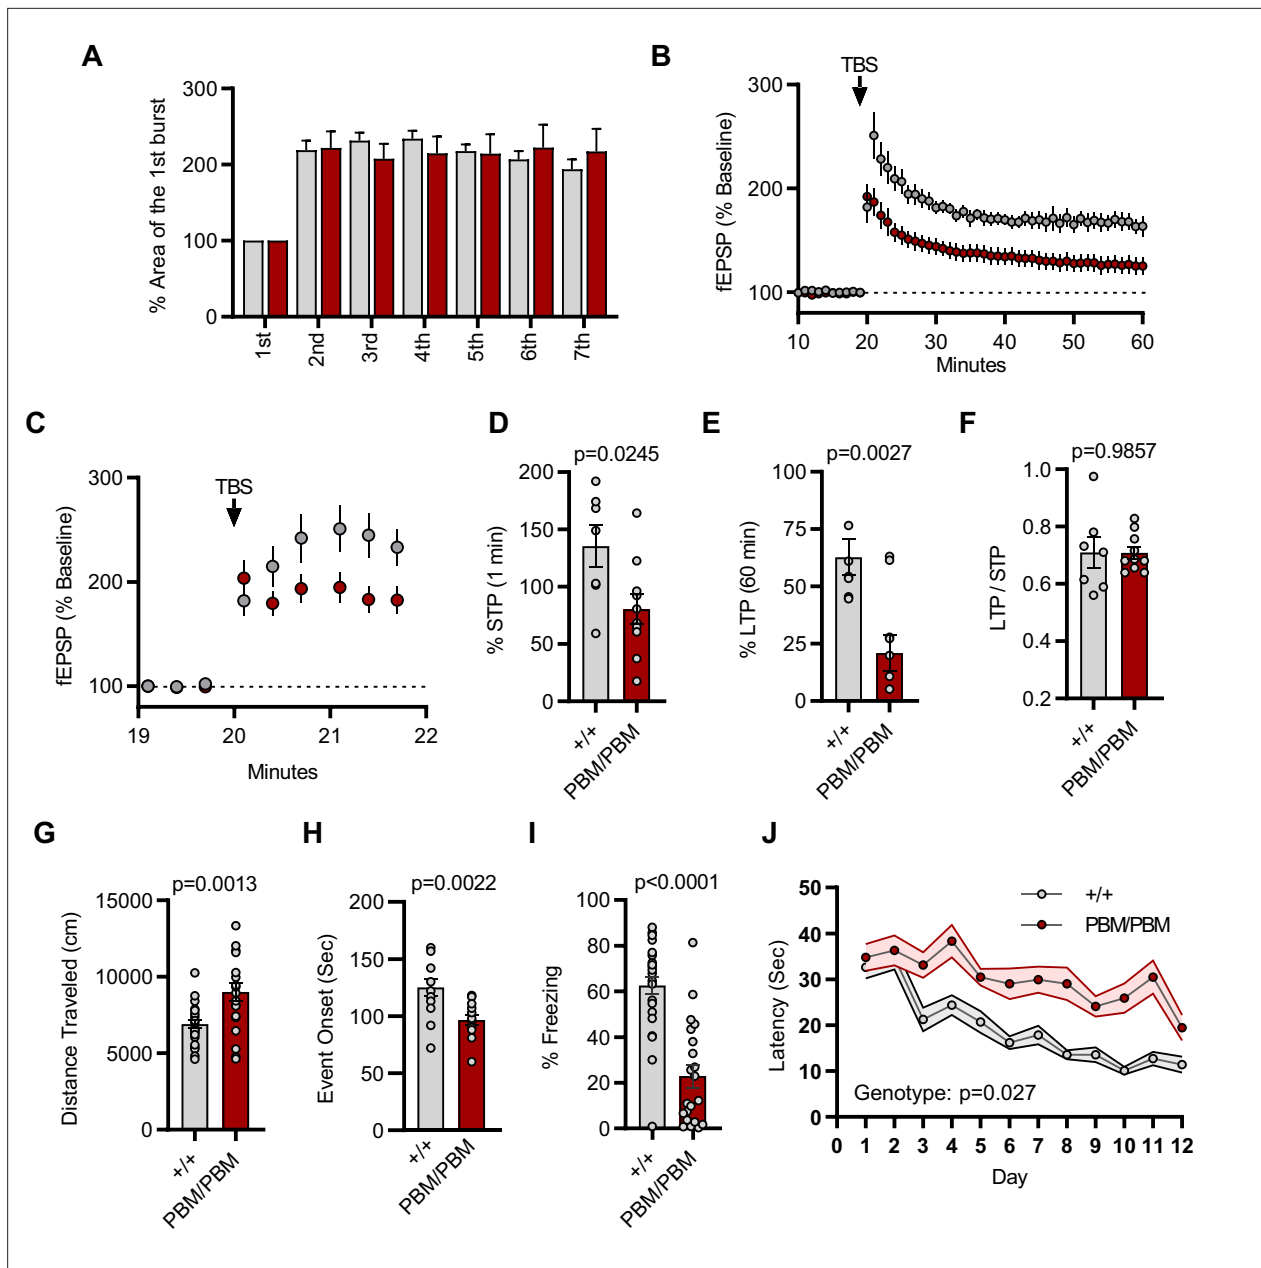 A
% Area of the 1st burst
300
200
100
0
1st
2nd
3rd
4th
5th
6th
7th
B
TBS
fEPSP (% Baseline)
300
200
100
10
20
30
40
50
60
Minutes
C
TBS
fEPSP (% Baseline)
300
200
100
19
20
21
22
Minutes
D
p=0.0245
% STP (1 min)
200
150
100
50
0
+/+
PBM/PBM
E
p=0.0027
% LTP (60 min)
100
75
50
25
0
+/+
PBM/PBM
F
p=0.9857
LTP / STP
1.0
0.8
0.6
0.4
0.2
+/+
PBM/PBM
G
p=0.0013
Distance Traveled (cm)
15000
10000
5000
0
+/+
PBM/PBM
H
p=0.0022
Event Onset (Sec)
200
150
100
50
0
+/+
PBM/PBM
I
p<0.0001
% Freezing
100
80
60
40
20
0
+/+
PBM/PBM
J
+/+
PBM/PBM
Latency (Sec)
50
40
30
20
10
0
Genotype: p=0.027
0 1 2 3 4 5 6 7 8 9 10 11 12
Day